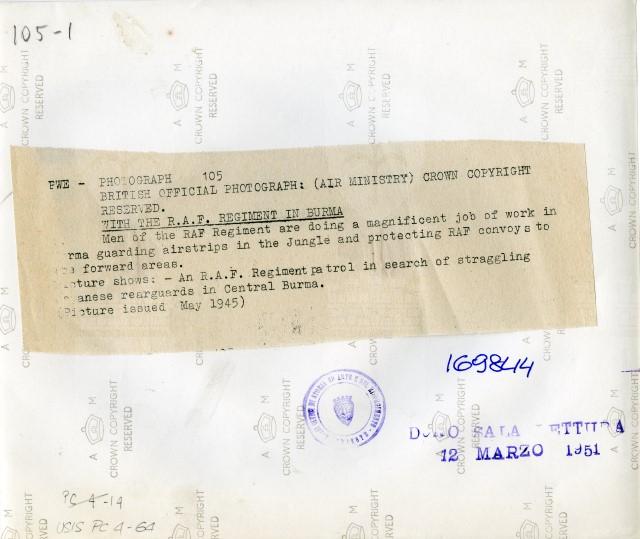 105-1
PWE - PHOTOGRAPH 105
BRITISH OFFICIAL PHOTOGRAPH: (AIR MINISTRY) CROWN COPYRIGHT
RESERVED.
WITH THE R.A.F. REGIMENT IN BURMA
Men of the RAF Regiment are doing a magnificent job of work in
rma guarding airstrips in the Jungle and protecting RAF convoys to
forward areas.
cture shows: - An R.A.F. Regiment patrol in search of straggling
anese rearguards in Central Burma.
(Picture issued May 1945)
169844
DONO SALA ETTURA
12 MARZO 1951
PC 4-14
USIS PC 4-64
A M
CROWN COPYRIGHT
RESERVED